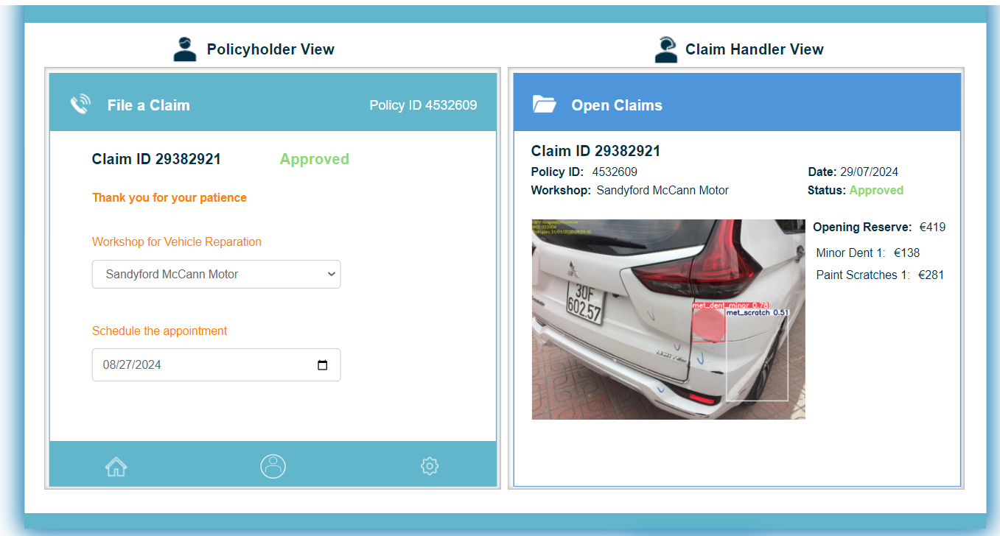 Policyholder View
File a Claim
Policy ID 4532609
Claim ID 29382921
Approved
Thank you for your patience
Workshop for Vehicle Reparation
Sandyford McCann Motor
Schedule the appointment
08/27/2024
Claim Handler View
Open Claims
Claim ID 29382921
Policy ID: 4532609
Date: 29/07/2024
Workshop: Sandyford McCann Motor
Status: Approved
30F
602.57
met_dent_minor 0.78
met_scratch 0.51
Opening Reserve: €419
Minor Dent 1: €138
Paint Scratches 1: €281